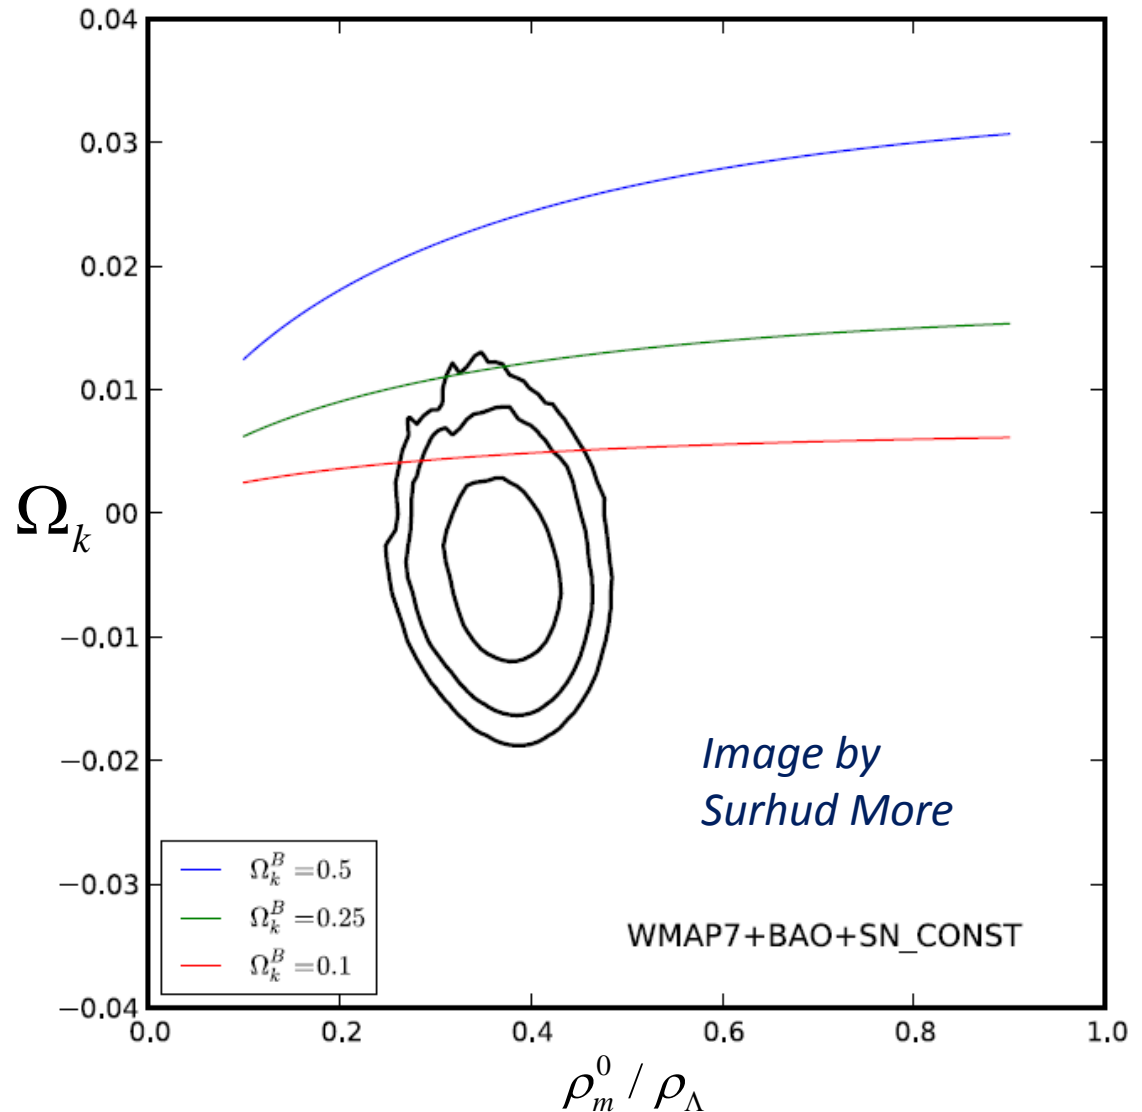 0.04
0.03
0.02
0.01
00
−0.01
−0.02
−0.03
−0.04
Ω_k
Image by
Surhud More
Ω_k^B = 0.5
Ω_k^B = 0.25
Ω_k^B = 0.1
WMAP7+BAO+SN_CONST
0.0 0.2 0.4 0.6 0.8 1.0
ρ_m^0 / ρ_Λ